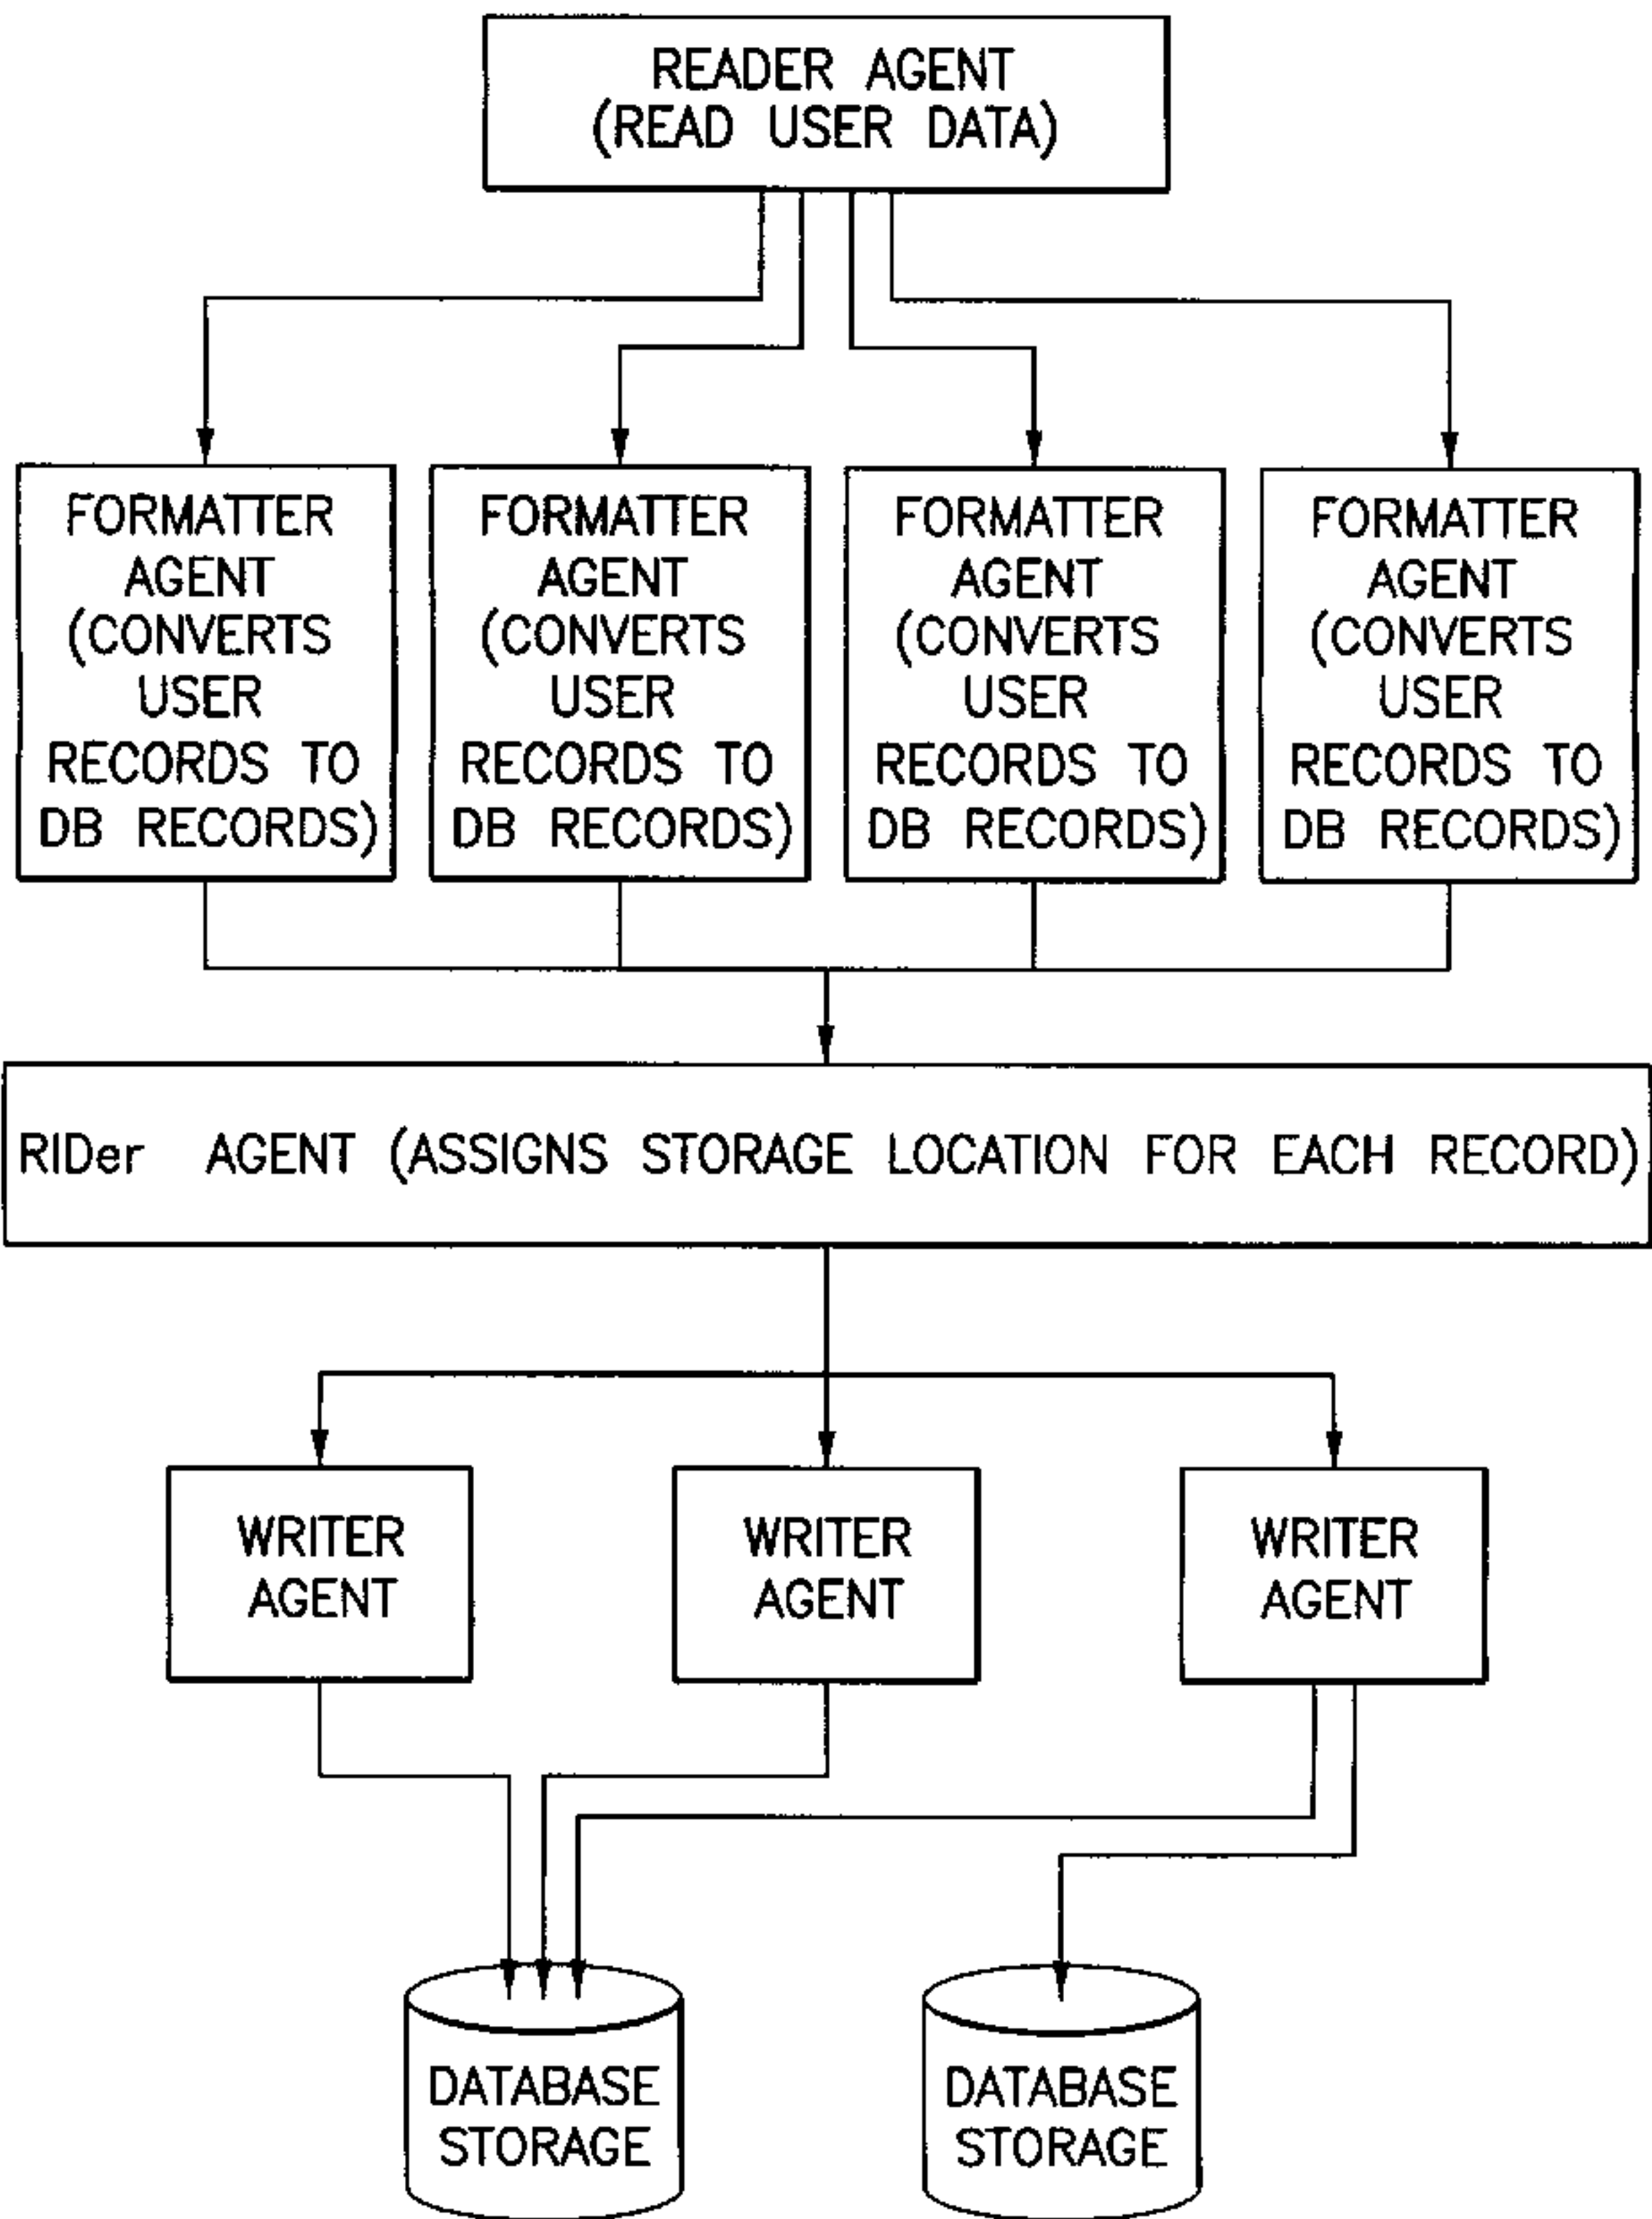 READER AGENT
(READ USER DATA)
FORMATTER
AGENT
(CONVERTS
USER
RECORDS TO
DB RECORDS)
FORMATTER
AGENT
(CONVERTS
USER
RECORDS TO
DB RECORDS)
FORMATTER
AGENT
(CONVERTS
USER
RECORDS TO
DB RECORDS)
FORMATTER
AGENT
(CONVERTS
USER
RECORDS TO
DB RECORDS)
RIDer AGENT (ASSIGNS STORAGE LOCATION FOR EACH RECORD)
WRITER
AGENT
WRITER
AGENT
WRITER
AGENT
DATABASE
STORAGE
DATABASE
STORAGE